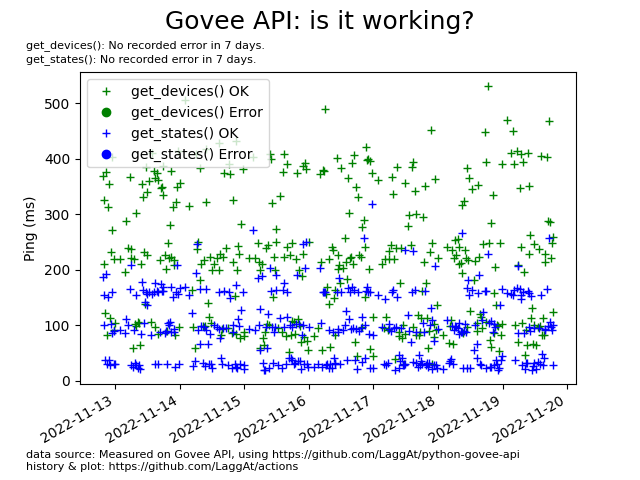 Govee API: is it working?
get_devices(): No recorded error in 7 days.
get_states(): No recorded error in 7 days.
get_devices() OK
get_devices() Error
get_states() OK
get_states() Error
Ping (ms)
500
400
300
200
100
0
2022-11-13
2022-11-14
2022-11-15
2022-11-16
2022-11-17
2022-11-18
2022-11-19
2022-11-20
data source: Measured on Govee API, using https://github.com/LaggAt/python-govee-api
history & plot: https://github.com/LaggAt/actions